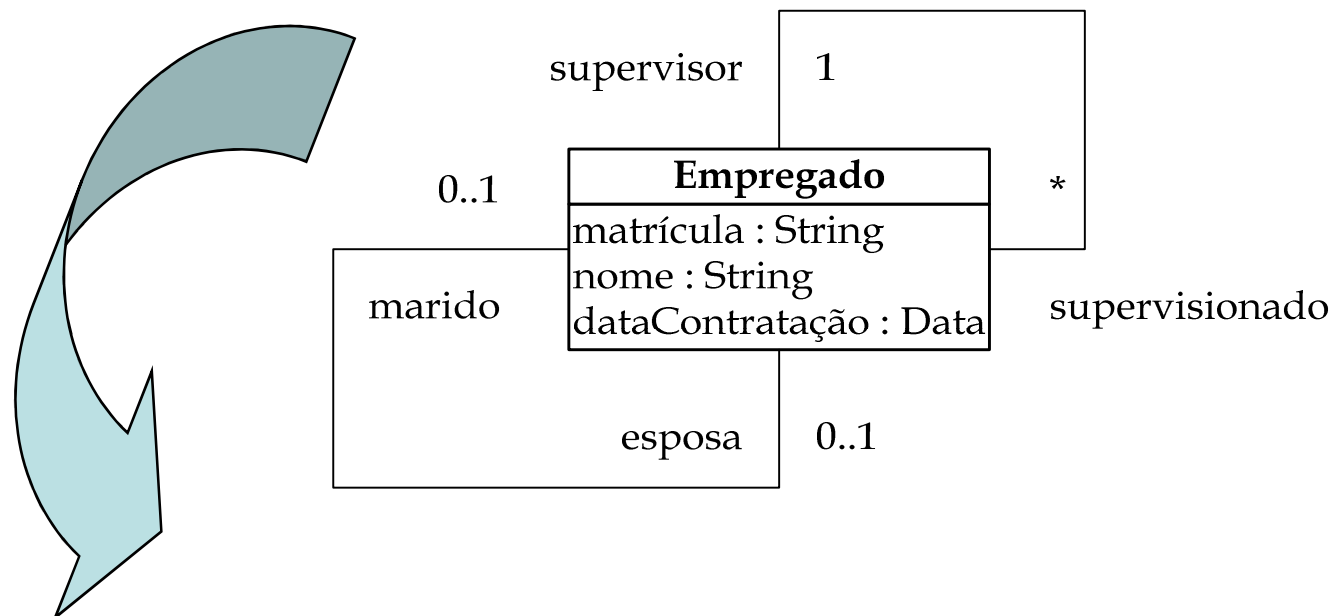 supervisor 1
Empregado
0..1 *
matrícula : String
nome : String
marido dataContratação : Data supervisionado
esposa 0..1